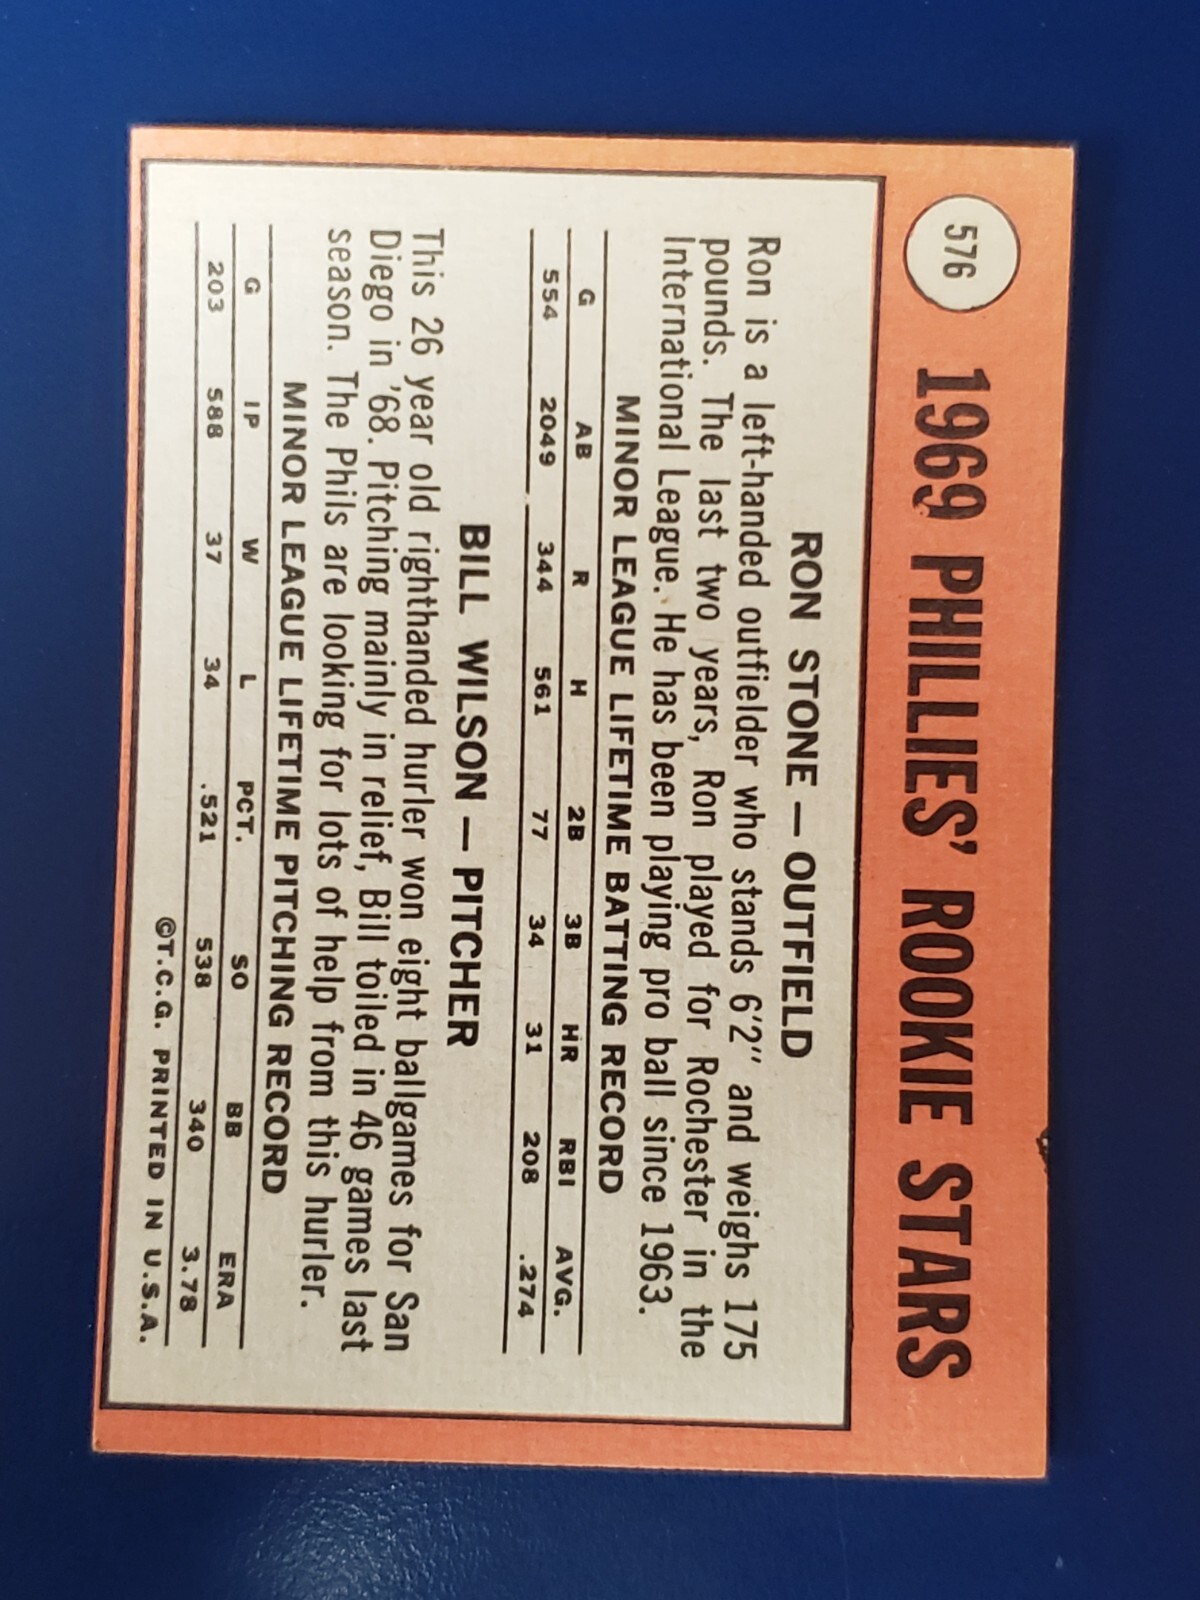 576
1969 PHILLIES' ROOKIE STARS
RON STONE — OUTFIELD
Ron is a left-handed outfielder who stands 6'2" and weighs 175
pounds. The last two years, Ron played for Rochester in the
International League. He has been playing pro ball since 1963.
MINOR LEAGUE LIFETIME BATTING RECORD
G AB R H 2B 3B HR RBI AVG.
554 2049 344 561 77 34 31 208 .274
BILL WILSON — PITCHER
This 26 year old righthanded hurler won eight ballgames for San
Diego in '68. Pitching mainly in relief, Bill toiled in 46 games last
season. The Phils are looking for lots of help from this hurler.
MINOR LEAGUE LIFETIME PITCHING RECORD
G IP W L PCT. SO BB ERA
203 588 37 34 .521 538 340 3.78
©T.C.G. PRINTED IN U.S.A.